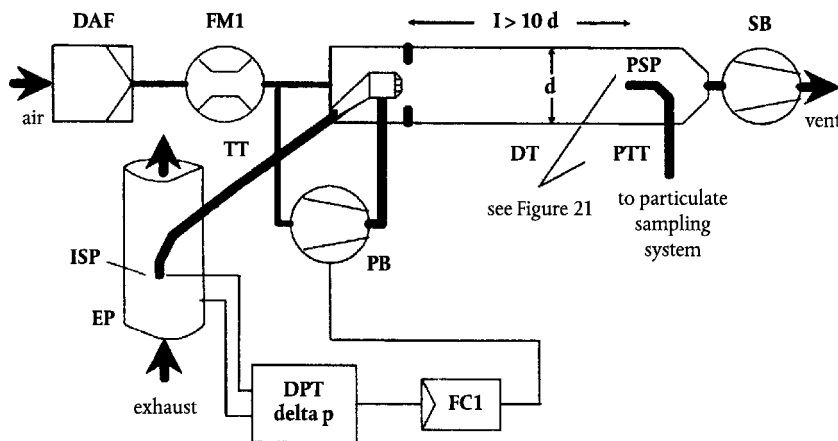 DAF
FM1
l > 10 d
SB
PSP
d
air
vent
TT
DT
PTT
see Figure 21
to particulate
sampling
system
ISP
PB
EP
DPT
delta p
FC1
exhaust